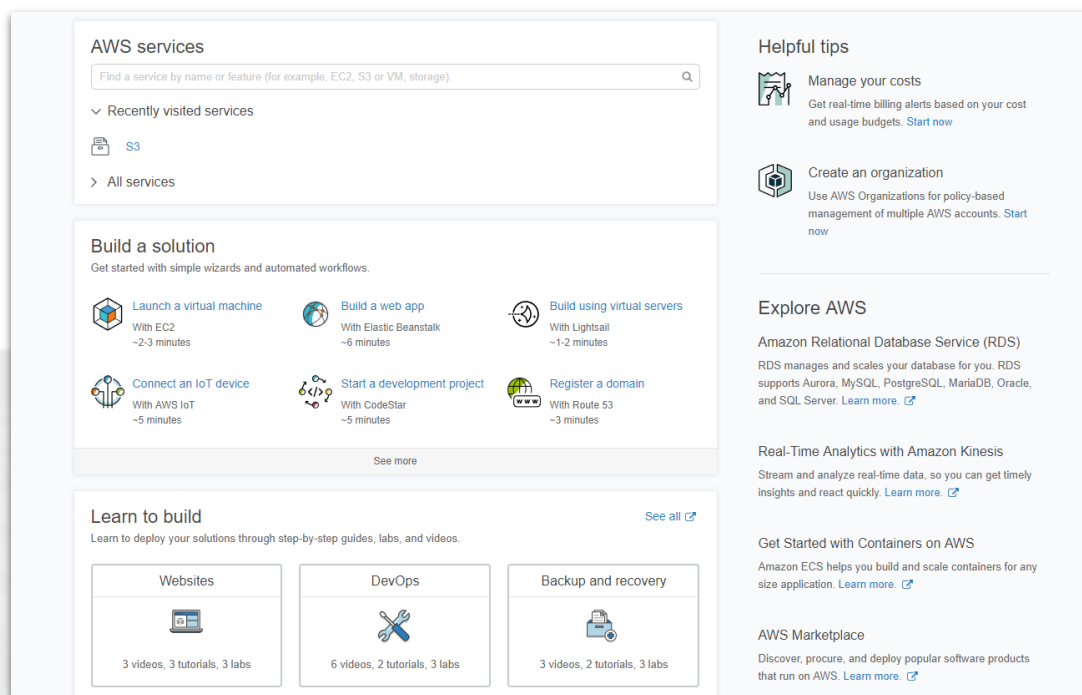 AWS services
Find a service by name or feature (for example, EC2, S3 or VM, storage).
Recently visited services
S3
All services
Build a solution
Get started with simple wizards and automated workflows.
Launch a virtual machine
With EC2
~2-3 minutes
Build a web app
With Elastic Beanstalk
~6 minutes
Build using virtual servers
With Lightsail
~1-2 minutes
Connect an IoT device
With AWS IoT
~5 minutes
Start a development project
With CodeStar
~5 minutes
WWW
Register a domain
With Route 53
~3 minutes
See more
Learn to build
See all
Learn to deploy your solutions through step-by-step guides, labs, and videos.
Websites
3 videos, 3 tutorials, 3 labs
DevOps
6 videos, 2 tutorials, 3 labs
Backup and recovery
3 videos, 2 tutorials, 3 labs
Helpful tips
Manage your costs
Get real-time billing alerts based on your cost
and usage budgets. Start now
Create an organization
Use AWS Organizations for policy-based
management of multiple AWS accounts. Start
now
Explore AWS
Amazon Relational Database Service (RDS)
RDS manages and scales your database for you. RDS
supports Aurora, MySQL, PostgreSQL, MariaDB, Oracle,
and SQL Server. Learn more.
Real-Time Analytics with Amazon Kinesis
Stream and analyze real-time data, so you can get timely
insights and react quickly. Learn more.
Get Started with Containers on AWS
Amazon ECS helps you build and scale containers for any
size application. Learn more.
AWS Marketplace
Discover, procure, and deploy popular software products
that run on AWS. Learn more.